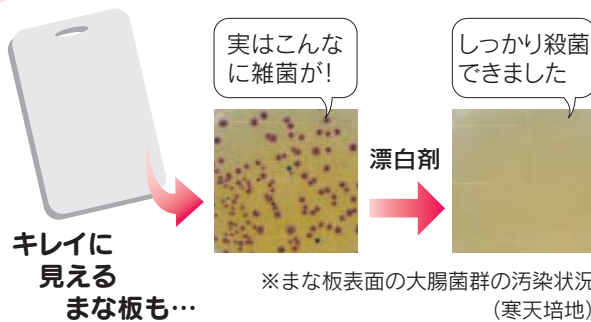 実はこんな
に雑菌が!
しっかり殺菌
できました
漂白剤
キレイに
見える
まな板も…
※まな板表面の大腸菌群の汚染状況
(寒天培地)